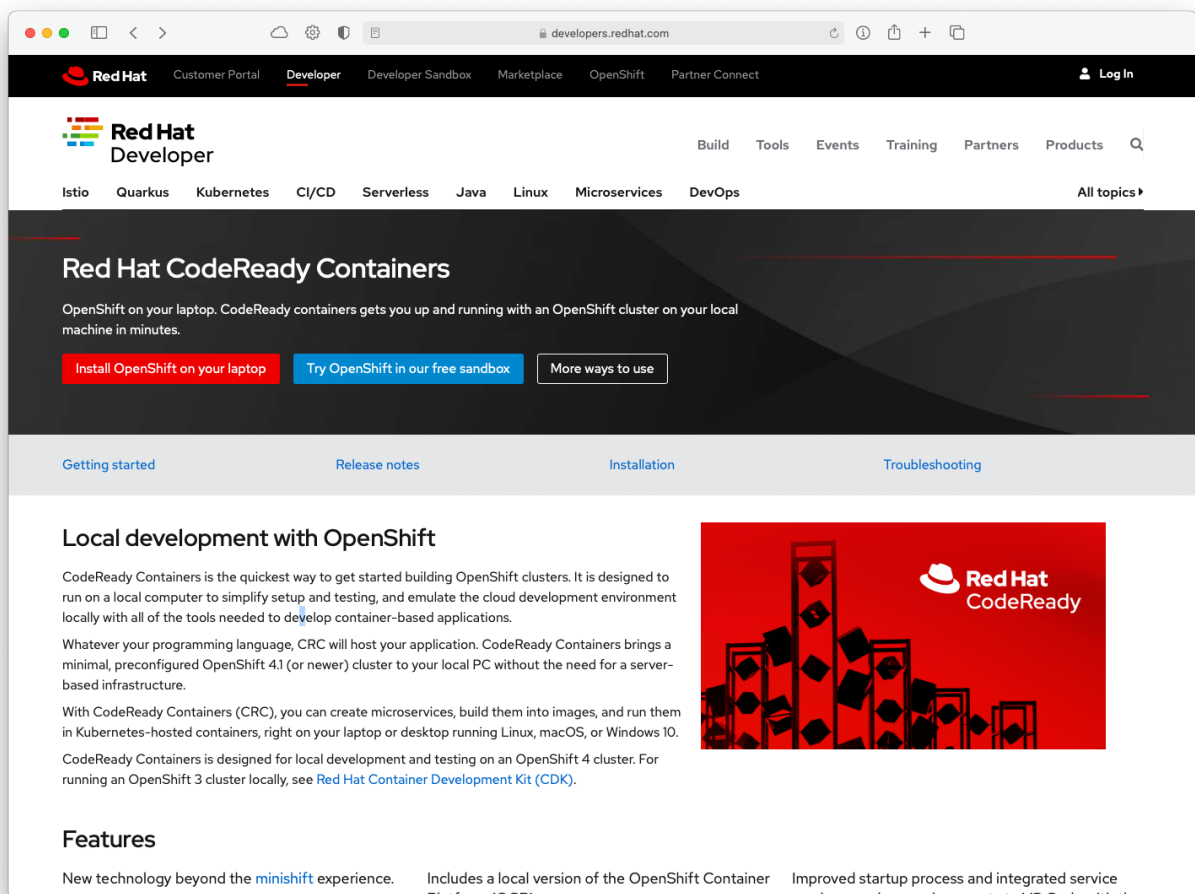 developers.redhat.com
Red Hat Customer Portal Developer Developer Sandbox Marketplace OpenShift Partner Connect Log In
Red Hat
Developer
Build Tools Events Training Partners Products
Istio Quarkus Kubernetes CI/CD Serverless Java Linux Microservices DevOps All topics
Red Hat CodeReady Containers
OpenShift on your laptop. CodeReady containers gets you up and running with an OpenShift cluster on your local
machine in minutes.
Install OpenShift on your laptop Try OpenShift in our free sandbox More ways to use
Getting started Release notes Installation Troubleshooting
Local development with OpenShift
CodeReady Containers is the quickest way to get started building OpenShift clusters. It is designed to
run on a local computer to simplify setup and testing, and emulate the cloud development environment
locally with all of the tools needed to develop container-based applications.
Whatever your programming language, CRC will host your application. CodeReady Containers brings a
minimal, preconfigured OpenShift 4.1 (or newer) cluster to your local PC without the need for a server-
based infrastructure.
With CodeReady Containers (CRC), you can create microservices, build them into images, and run them
in Kubernetes-hosted containers, right on your laptop or desktop running Linux, macOS, or Windows 10.
CodeReady Containers is designed for local development and testing on an OpenShift 4 cluster. For
running an OpenShift 3 cluster locally, see Red Hat Container Development Kit (CDK).
Red Hat
CodeReady
Features
New technology beyond the minishift experience.
Includes a local version of the OpenShift Container
Improved startup process and integrated service